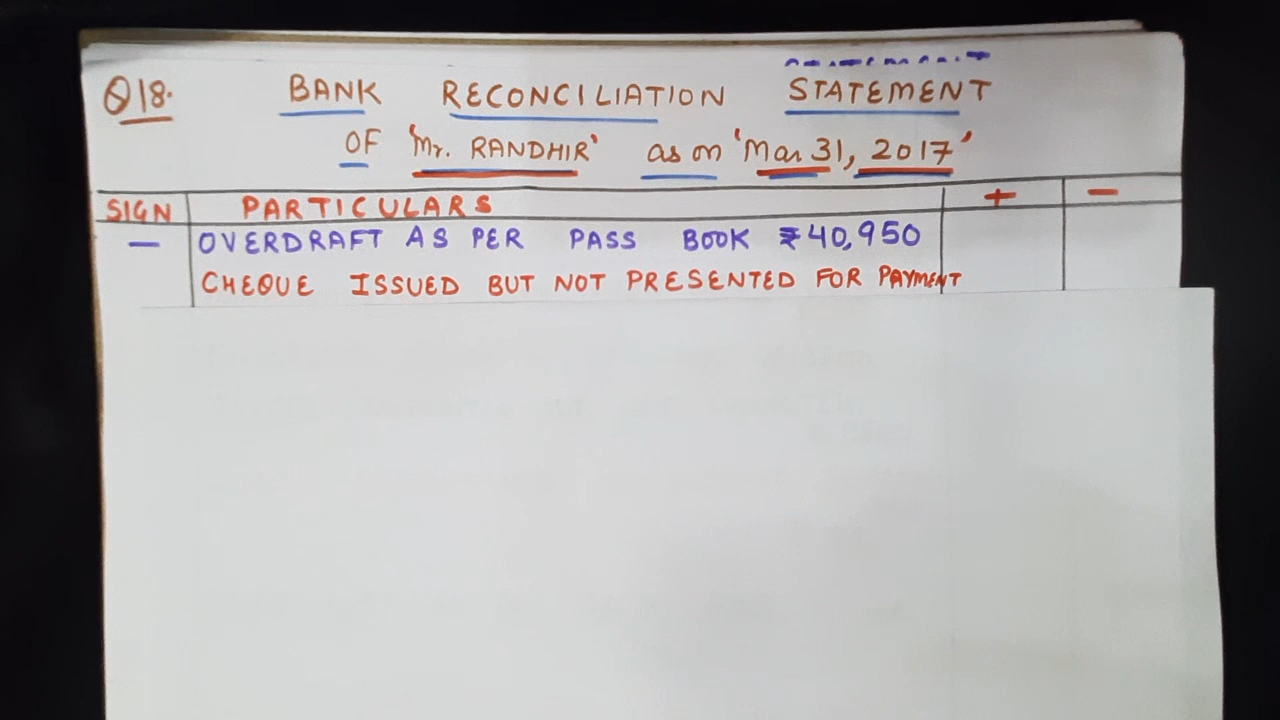 Q18. BANK RECONCILIATION STATEMENT
OF 'Mr. RANDHIR' as on 'Mar 31, 2017'
SIGN PARTICULARS + −
− OVERDRAFT AS PER PASS BOOK ₹40,950
CHEQUE ISSUED BUT NOT PRESENTED FOR PAYMENT